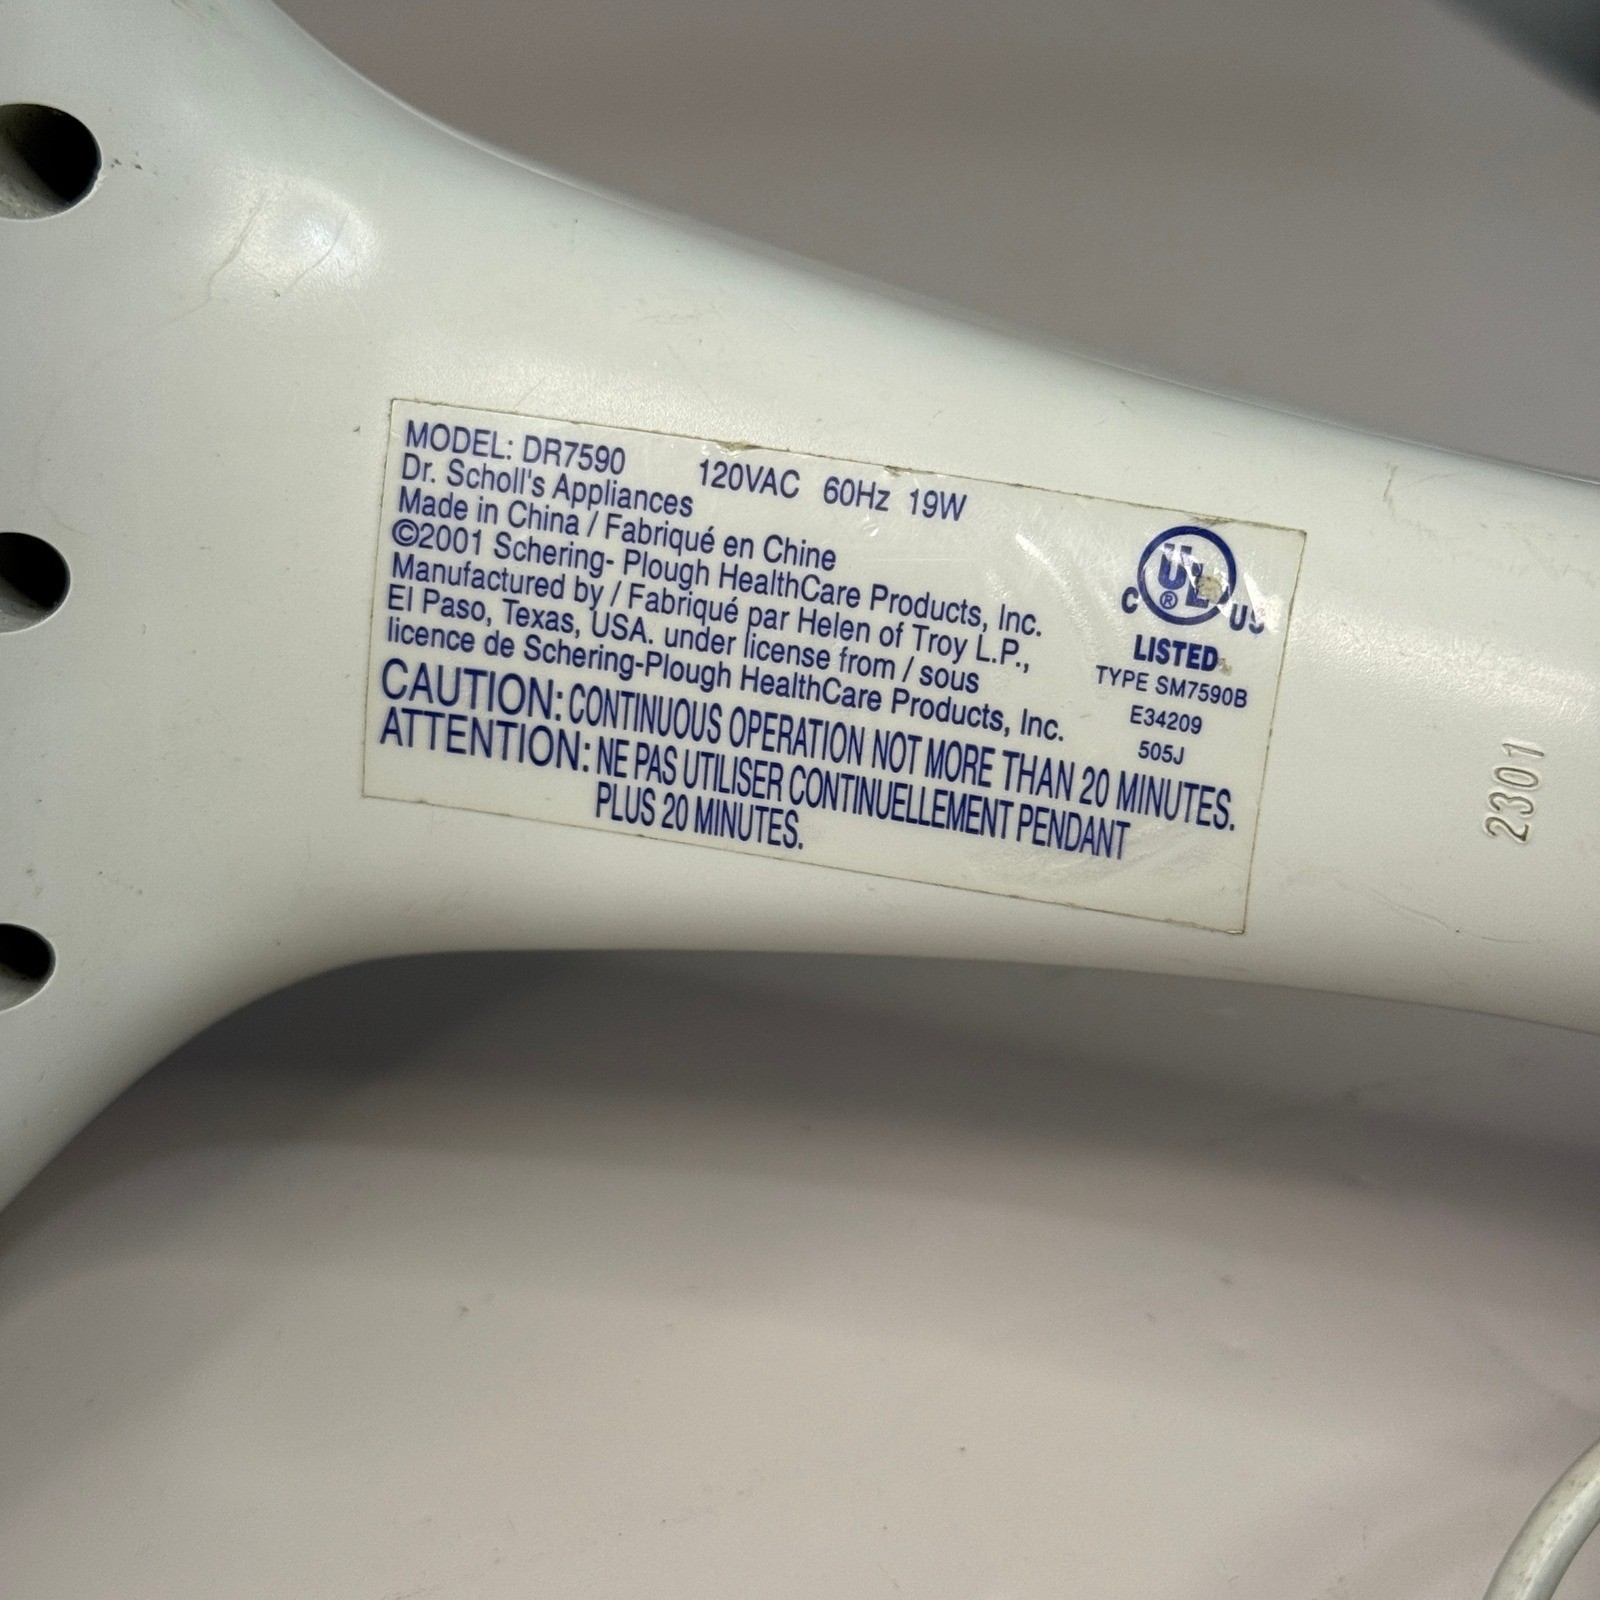 MODEL: DR7590 120VAC 60Hz 19W
Dr. Scholl's Appliances
Made in China / Fabriqué en Chine
©2001 Schering- Plough HealthCare Products, Inc.
Manufactured by / Fabriqué par Helen of Troy L.P.,
El Paso, Texas, USA. under license from / sous
licence de Schering-Plough HealthCare Products, Inc.
CAUTION: CONTINUOUS OPERATION NOT MORE THAN 20 MINUTES.
ATTENTION: NE PAS UTILISER CONTINUELLEMENT PENDANT
PLUS 20 MINUTES.
C UL ® US
LISTED
TYPE SM7590B
E34209
505J
2301